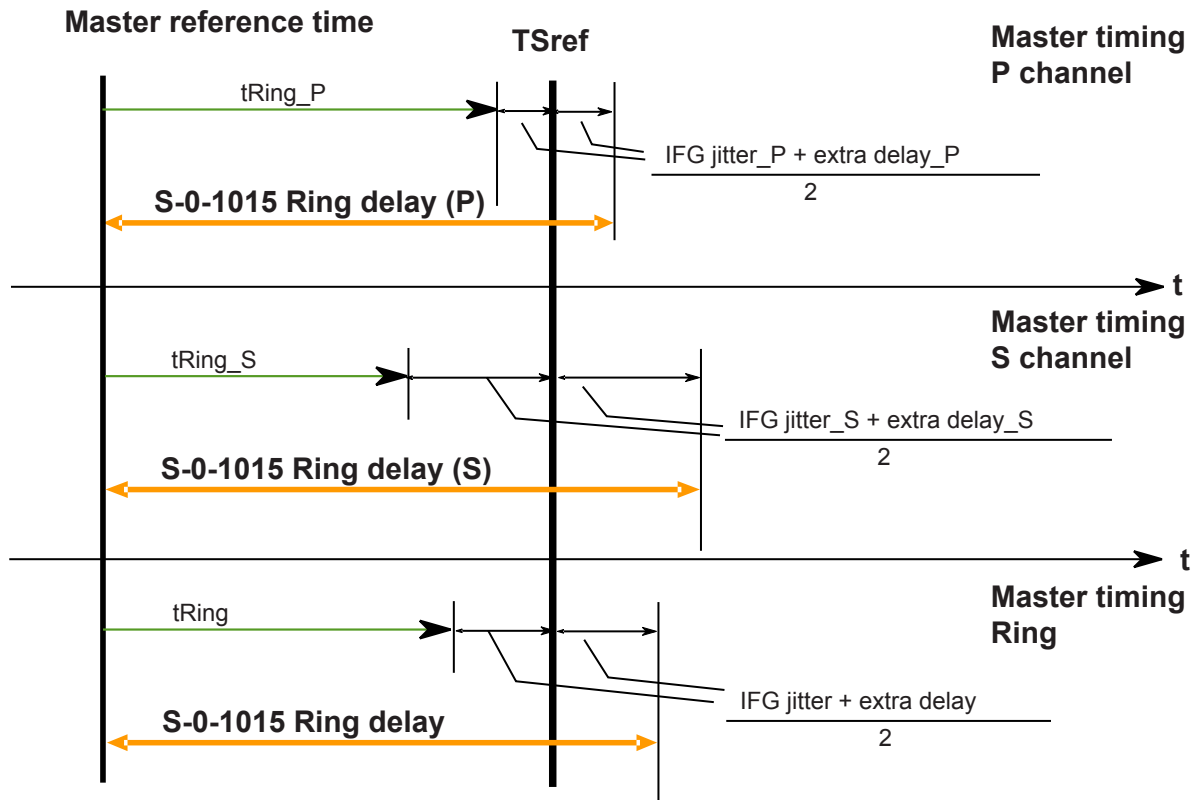 Master reference time
TSref
Master timing
P channel
tRing_P
IFG jitter_P + extra delay_P
2
S-0-1015 Ring delay (P)
t
Master timing
S channel
tRing_S
IFG jitter_S + extra delay_S
2
S-0-1015 Ring delay (S)
t
Master timing
Ring
tRing
IFG jitter + extra delay
2
S-0-1015 Ring delay